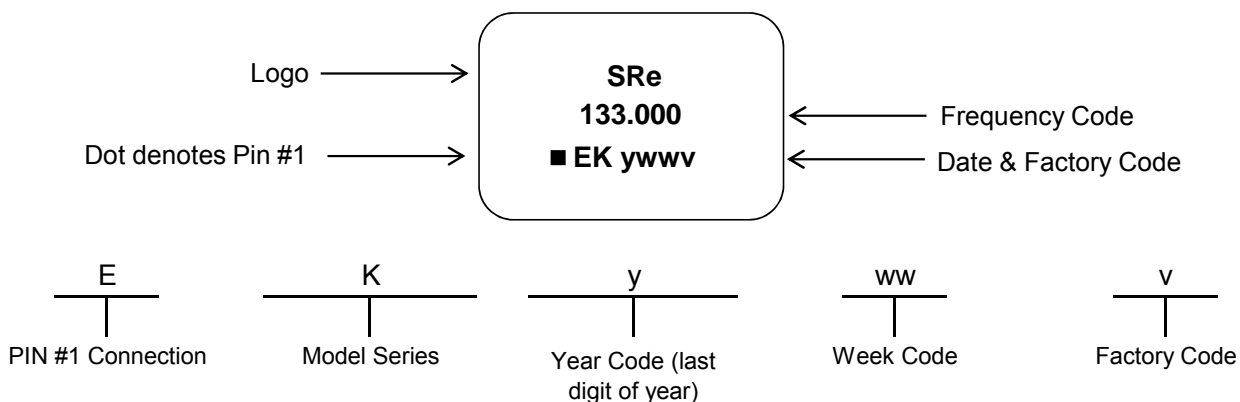 Logo
SRe
133.000
Frequency Code
Dot denotes Pin #1
■ EK ywwv
Date & Factory Code
E
K
y
ww
v
PIN #1 Connection
Model Series
Year Code (last
digit of year)
Week Code
Factory Code